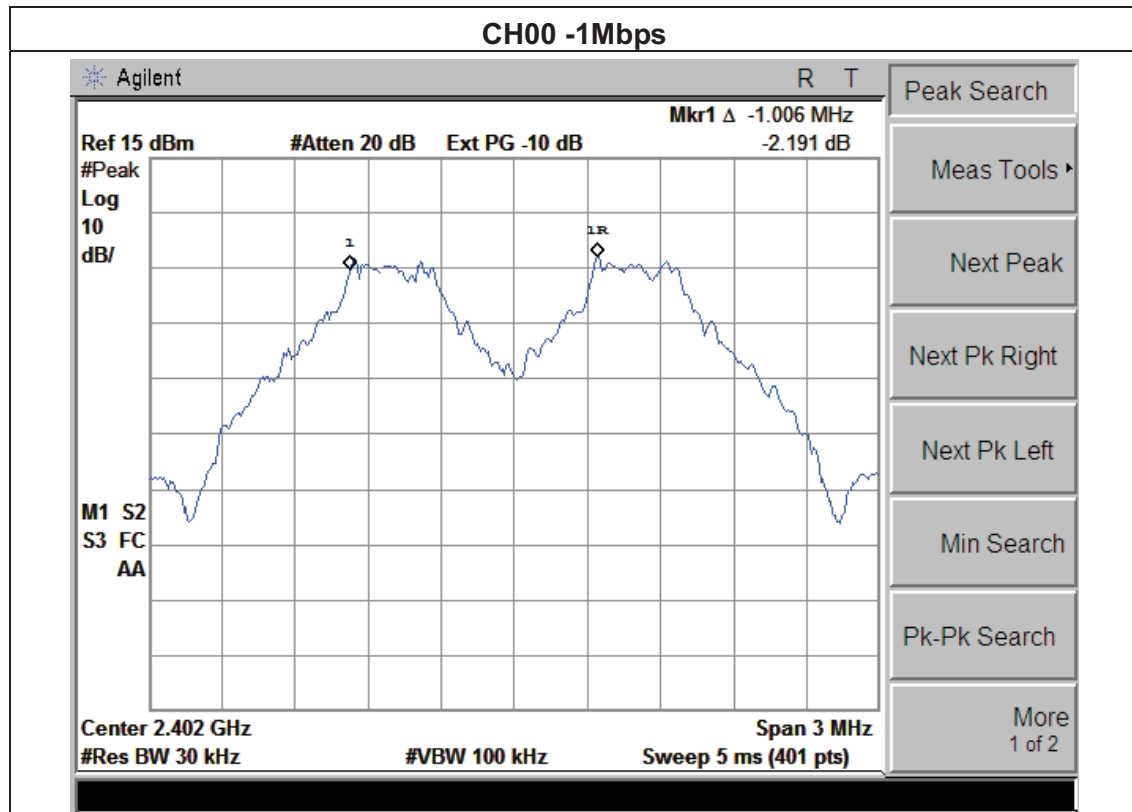 CH00 -1Mbps
Agilent R T
Mkr1 Δ -1.006 MHz
Ref 15 dBm #Atten 20 dB Ext PG -10 dB -2.191 dB
#Peak
Log
10
dB/
1
1R
M1 S2
S3 FC
AA
Center 2.402 GHz Span 3 MHz
#Res BW 30 kHz #VBW 100 kHz Sweep 5 ms (401 pts)
Peak Search
Meas Tools
Next Peak
Next Pk Right
Next Pk Left
Min Search
Pk-Pk Search
More
1 of 2